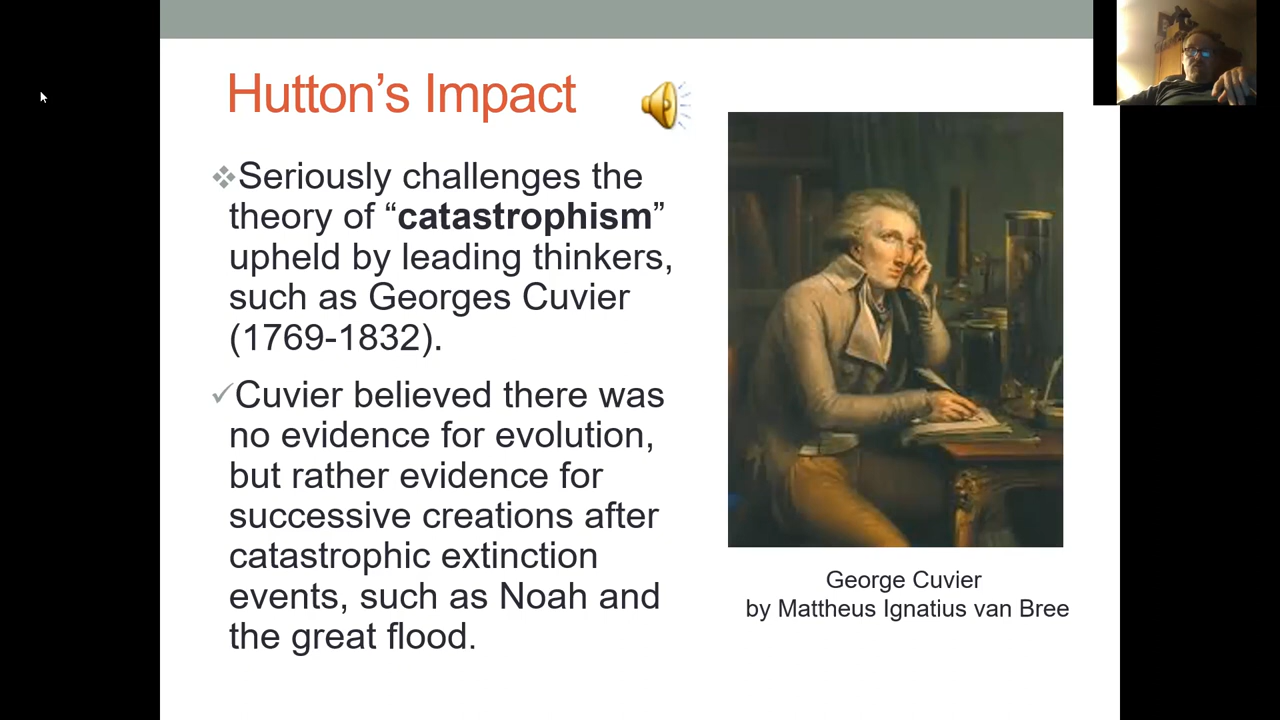 Hutton’s Impact
Seriously challenges the
theory of “catastrophism”
upheld by leading thinkers,
such as Georges Cuvier
(1769-1832).
Cuvier believed there was
no evidence for evolution,
but rather evidence for
successive creations after
catastrophic extinction
events, such as Noah and
the great flood.
George Cuvier
by Mattheus Ignatius van Bree